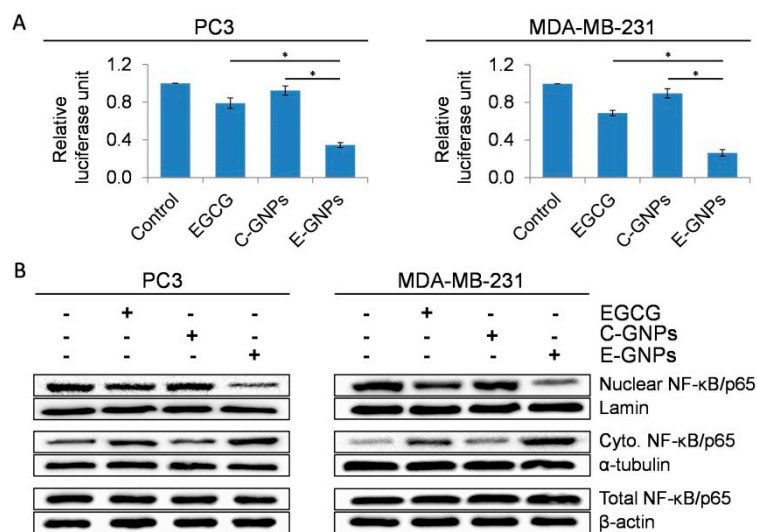 A
PC3
MDA-MB-231
Relative
luciferase unit
1.2
0.8
0.4
0.0
*
*
Control
EGCG
C-GNPs
E-GNPs
Relative
luciferase unit
1.2
0.8
0.4
0.0
*
*
Control
EGCG
C-GNPs
E-GNPs
B
PC3
MDA-MB-231
- + - - - + - - EGCG
- - + - - - + - C-GNPs
- - - + - - - + E-GNPs
Nuclear NF-κB/p65
Lamin
Cyto. NF-κB/p65
α-tubulin
Total NF-κB/p65
β-actin